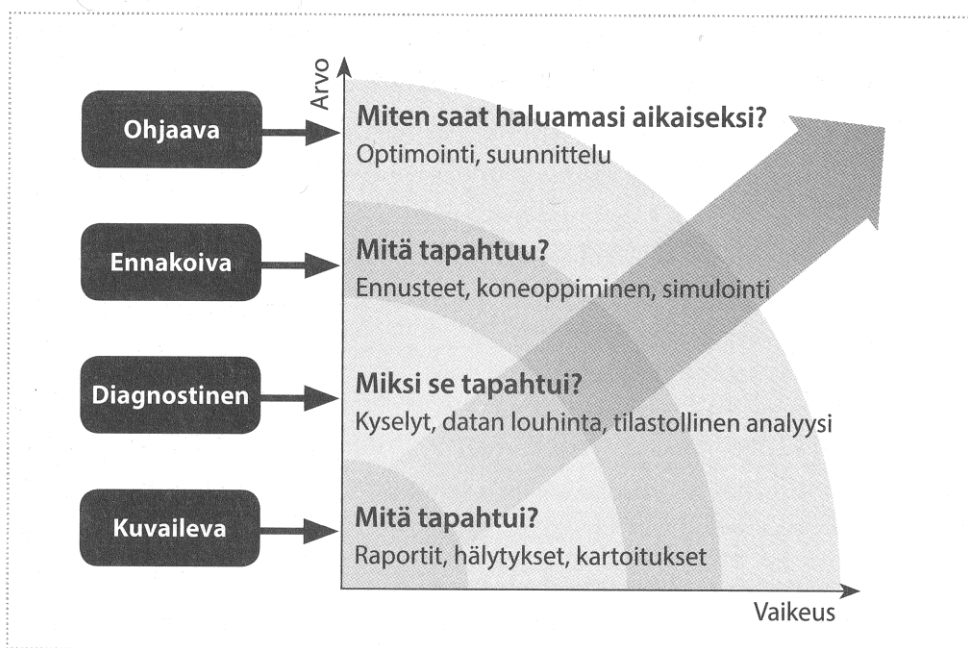 Arvo
Ohjaava
Miten saat haluamasi aikaiseksi?
Optimointi, suunnittelu
Ennakoiva
Mitä tapahtuu?
Ennusteet, koneoppiminen, simulointi
Diagnostinen
Miksi se tapahtui?
Kyselyt, datan louhinta, tilastollinen analyysi
Kuvaileva
Mitä tapahtui?
Raportit, hälytykset, kartoitukset
Vaikeus